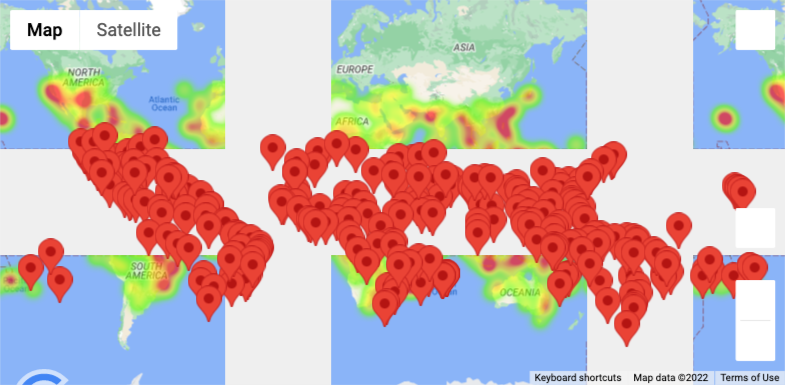 Map Satellite
ASIA
NORTH
AMERICA
EUROPE
Atlantic
Ocean
AFRICA
SOUTH
AMERICA
OCEANIA
Keyboard shortcuts Map data ©2022 Terms of Use